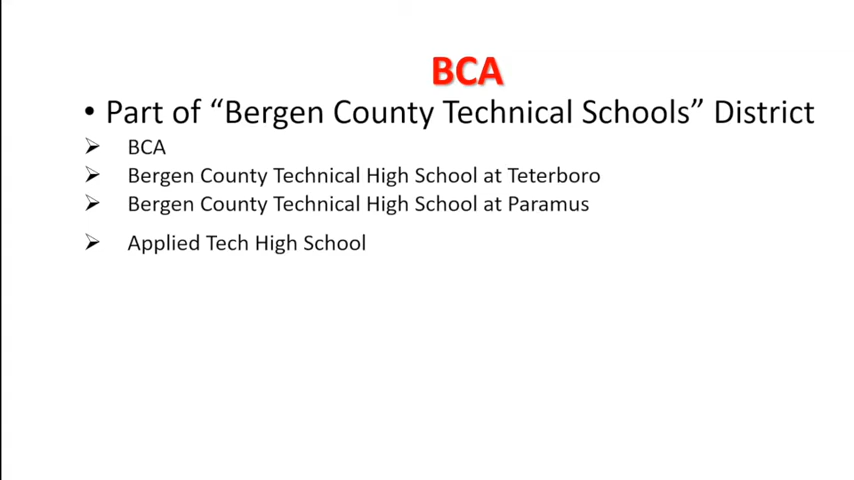 BCA
• Part of “Bergen County Technical Schools” District
➢ BCA
➢ Bergen County Technical High School at Teterboro
➢ Bergen County Technical High School at Paramus
➢ Applied Tech High School